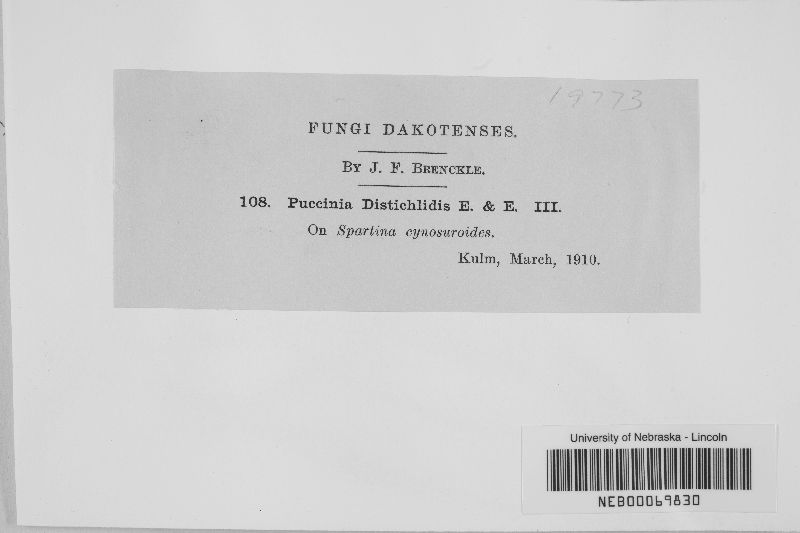 19773
FUNGI DAKOTENSES.
BY J. F. BRENCKLE.
108. Puccinia Distichlidis E. & E. III.
On Spartina cynosuroides.
Kulm, March, 1910.
University of Nebraska - Lincoln
NEB00069830